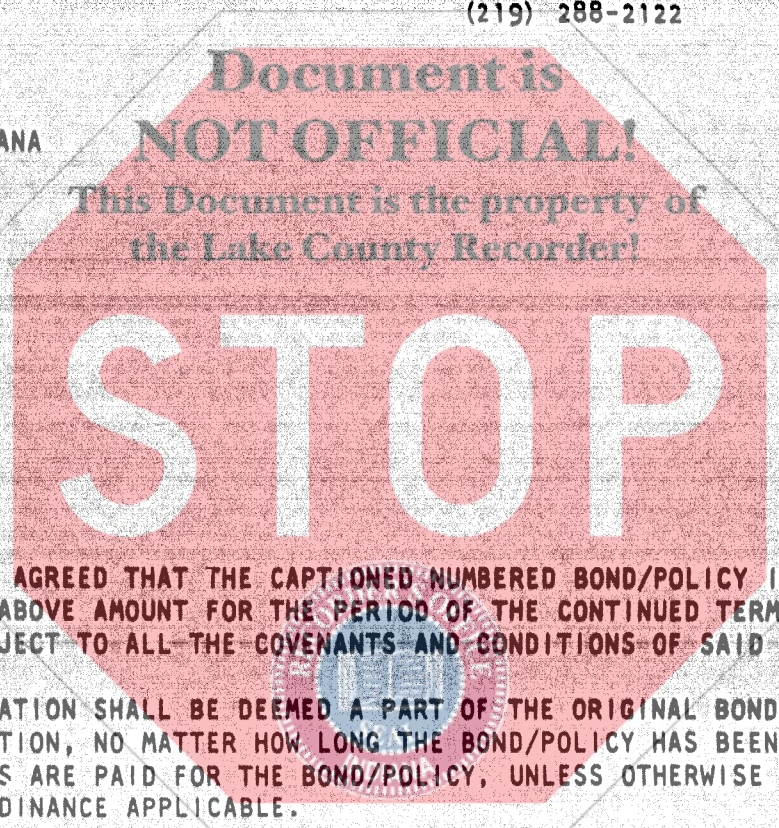 (219) 288-2122
Document is
ANA
NOT OFFICIAL!
This Document is the property of
the Lake County Recorder!
STOP
AGREED THAT THE CAPTIONED NUMBERED BOND/POLICY I
ABOVE AMOUNT FOR THE PERIOD OF THE CONTINUED TERM
JECT TO ALL THE COVENANTS AND CONDITIONS OF SAID
ATION SHALL BE DEEMED A PART OF THE ORIGINAL BOND
TION, NO MATTER HOW LONG THE BOND/POLICY HAS BEEN
S ARE PAID FOR THE BOND/POLICY, UNLESS OTHERWISE
DINANCE APPLICABLE.
SEAL
INDIANA